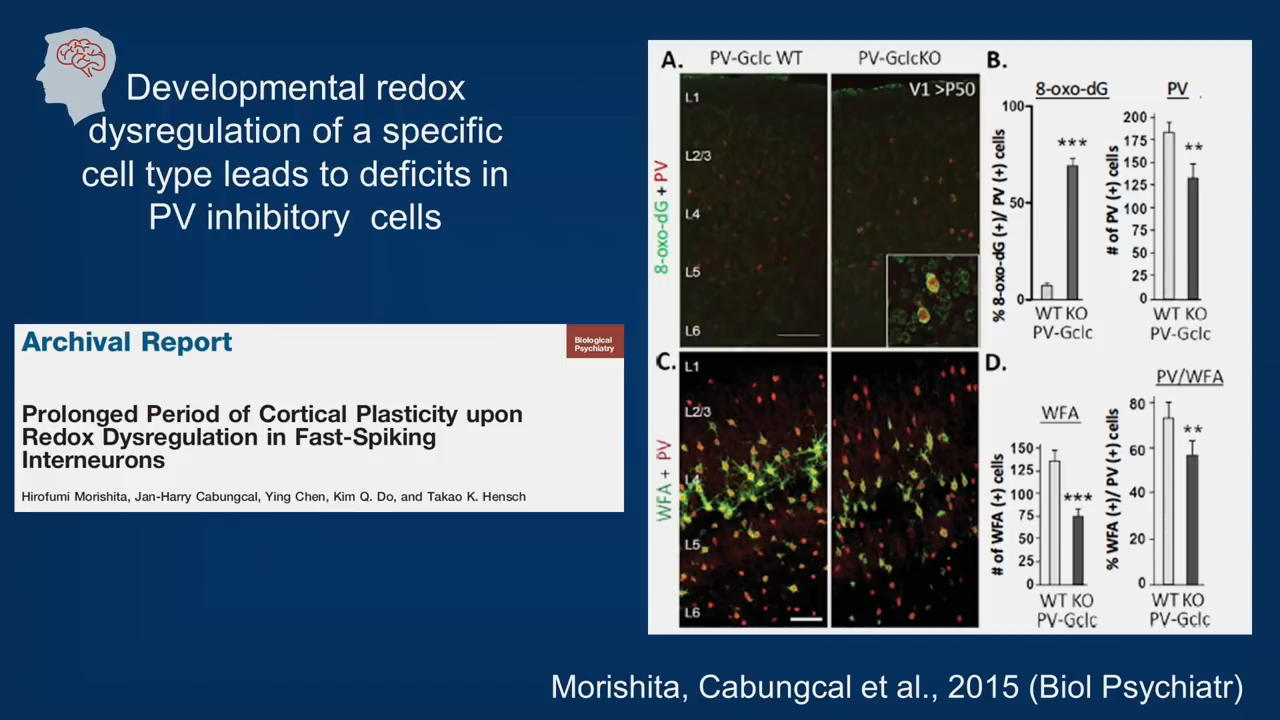 Developmental redox
dysregulation of a specific
cell type leads to deficits in
PV inhibitory cells
Archival Report
Biological
Psychiatry
Prolonged Period of Cortical Plasticity upon
Redox Dysregulation in Fast-Spiking
Interneurons
Hirofumi Morishita, Jan-Harry Cabungcal, Ying Chen, Kim Q. Do, and Takao K. Hensch
A.
PV-Gclc WT
PV-GclcKO
V1 >P50
8-oxo-dG + PV
L1
L2/3
L4
L5
L6
B.
8-oxo-dG
% 8-oxo-dG (+)/ PV (+) cells
100
50
0
***
WT KO
PV-Gclc
PV
# of PV (+) cells
200
175
150
125
100
75
50
25
0
**
WT KO
PV-Gclc
C.
WFA + PV
L1
L2/3
L4
L5
L6
D.
WFA
# of WFA (+) cells
150
125
100
75
50
25
0
***
WT KO
PV-Gclc
PV/WFA
% WFA (+)/ PV (+) cells
80
60
40
20
0
**
WT KO
PV-Gclc
Morishita, Cabungcal et al., 2015 (Biol Psychiatr)